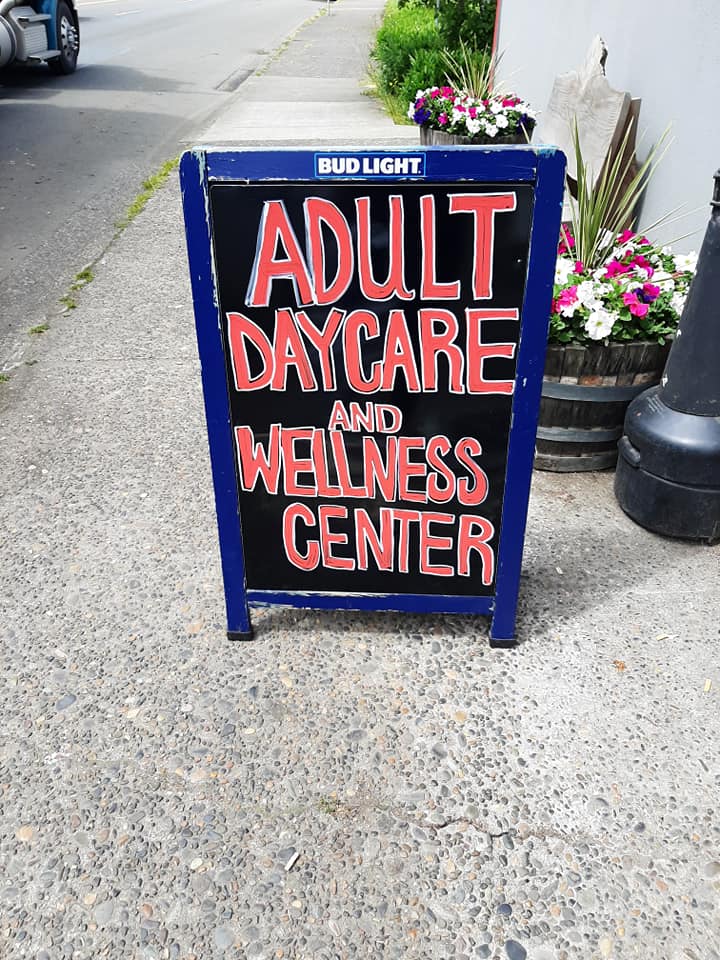 BUD LIGHT
ADULT
DAYCARE
AND
WELLNESS
CENTER